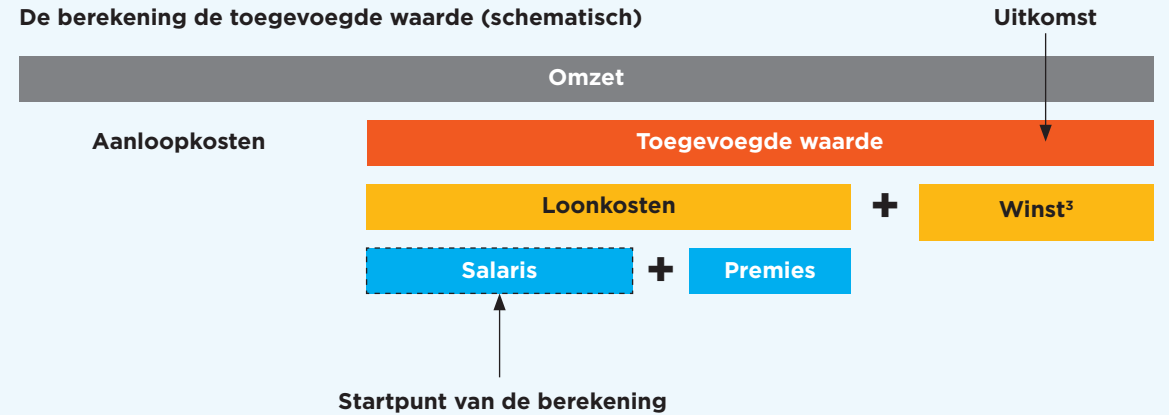 De berekening de toegevoegde waarde (schematisch)
Uitkomst
Omzet
Aanloopkosten
Toegevoegde waarde
Loonkosten + Winst³
Salaris + Premies
Startpunt van de berekening